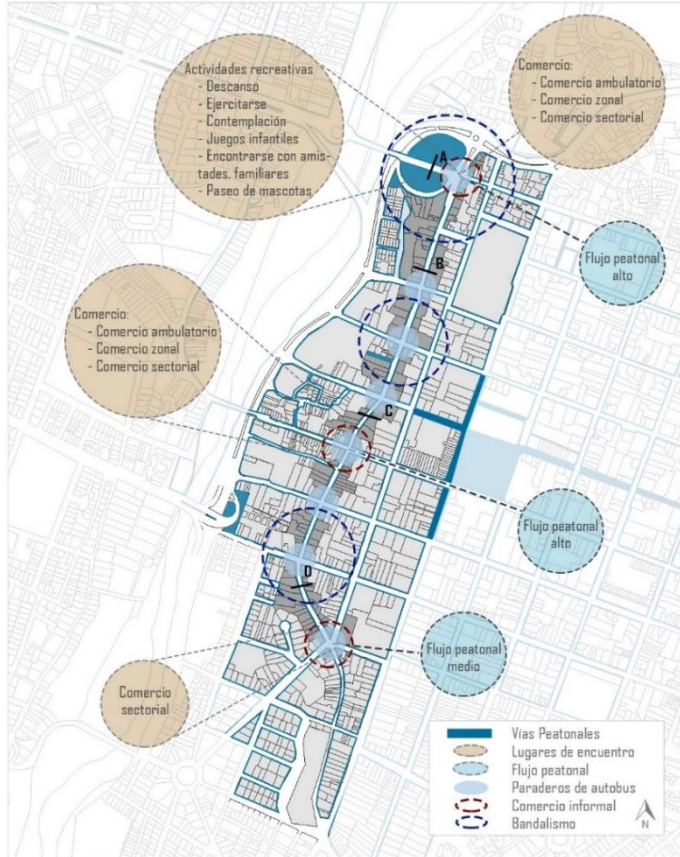 Actividades recreativas
- Descanso
- Ejercitarse
- Contemplación
- Juegos infantiles
- Encontrarse con amis-
tades, familiares
- Paseo de mascotas
Comercio:
- Comercio ambulatorio
- Comercio zonal
- Comercio sectorial
A
Flujo peatonal
alto
B
Comercio:
- Comercio ambulatorio
- Comercio zonal
- Comercio sectorial
C
Flujo peatonal
alto
D
Flujo peatonal
medio
Comercio
sectorial
Vías Peatonales
Lugares de encuentro
Flujo peatonal
Paraderos de autobus
Comercio informal
Bandalismo
N